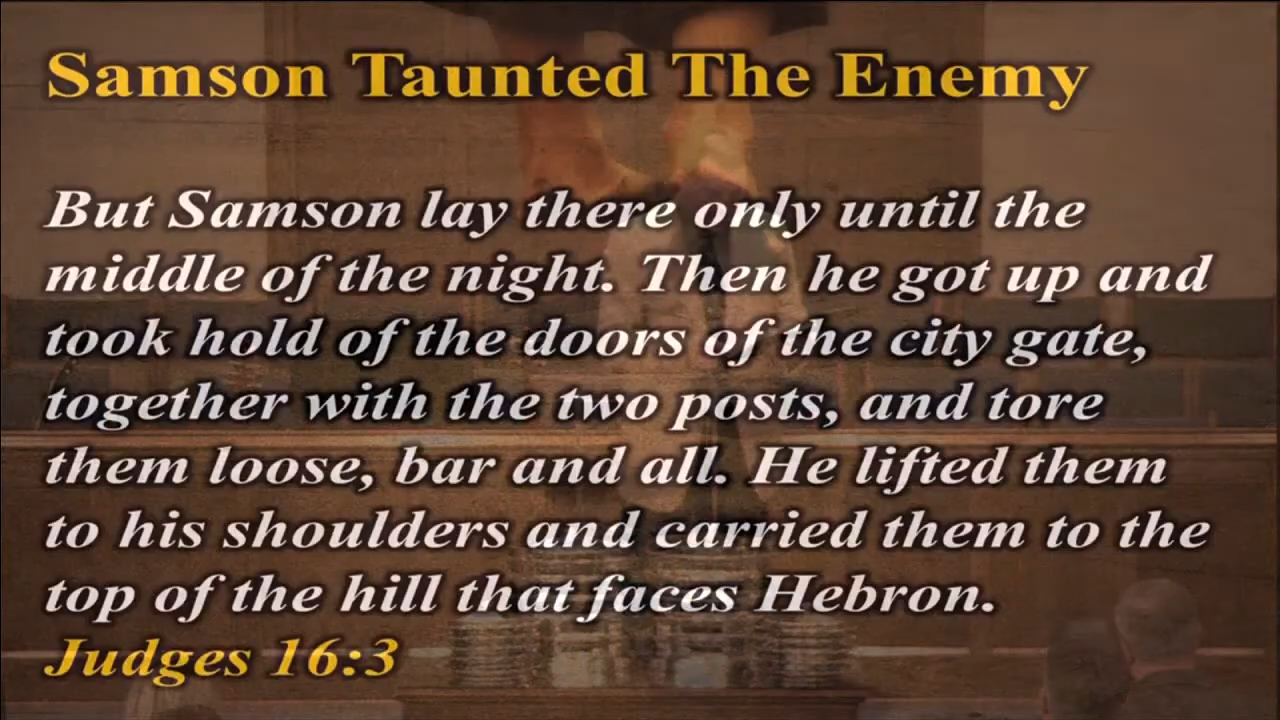 Samson Taunted The Enemy
But Samson lay there only until the
middle of the night. Then he got up and
took hold of the doors of the city gate,
together with the two posts, and tore
them loose, bar and all. He lifted them
to his shoulders and carried them to the
top of the hill that faces Hebron.
Judges 16:3